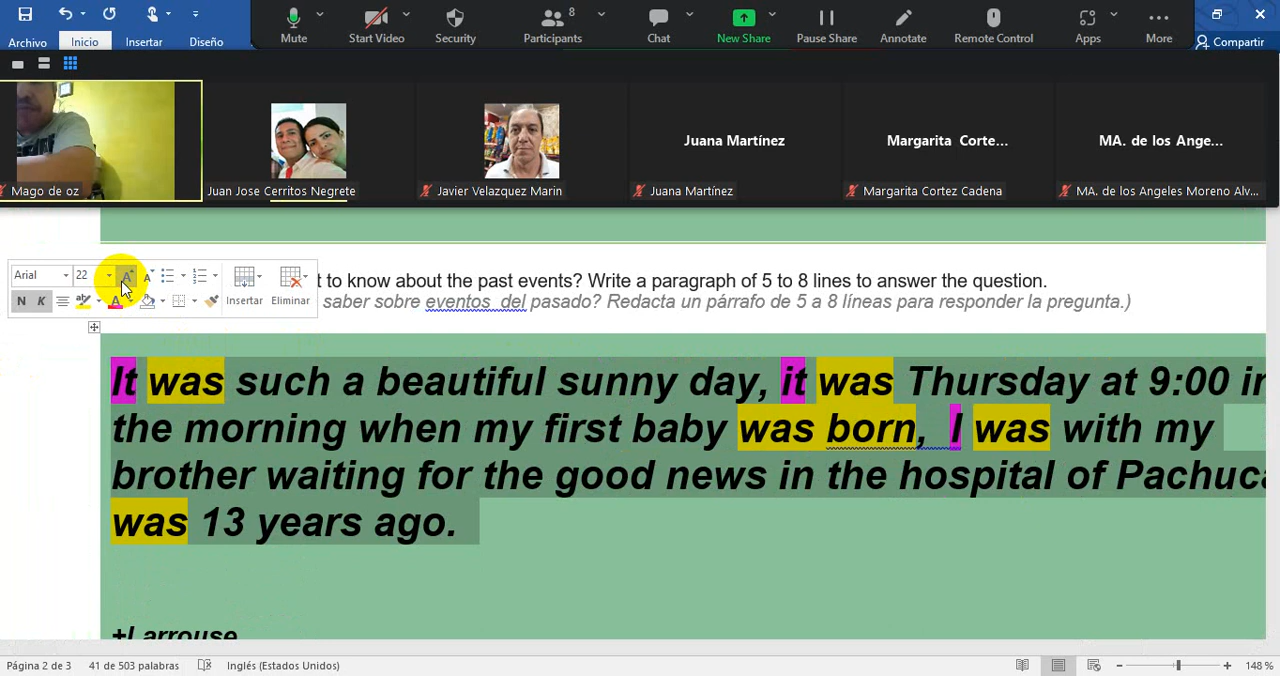 Archivo Inicio Insertar Diseño
Mute Start Video Security Participants 8 Chat New Share Pause Share Annotate Remote Control Apps More
Compartir
Juana Martínez Margarita Corte... MA. de los Ange...
Mago de oz Juan Jose Cerritos Negrete Javier Velazquez Marin Juana Martínez Margarita Cortez Cadena MA. de los Angeles Moreno Alv...
Arial 22
Insertar Eliminar
N K
t to know about the past events? Write a paragraph of 5 to 8 lines to answer the question.
saber sobre eventos del pasado? Redacta un párrafo de 5 a 8 líneas para responder la pregunta.)
It was such a beautiful sunny day, it was Thursday at 9:00 in
the morning when my first baby was born, I was with my
brother waiting for the good news in the hospital of Pachuca
was 13 years ago.
+Larrouse
Página 2 de 3 41 de 503 palabras Inglés (Estados Unidos) 148 %